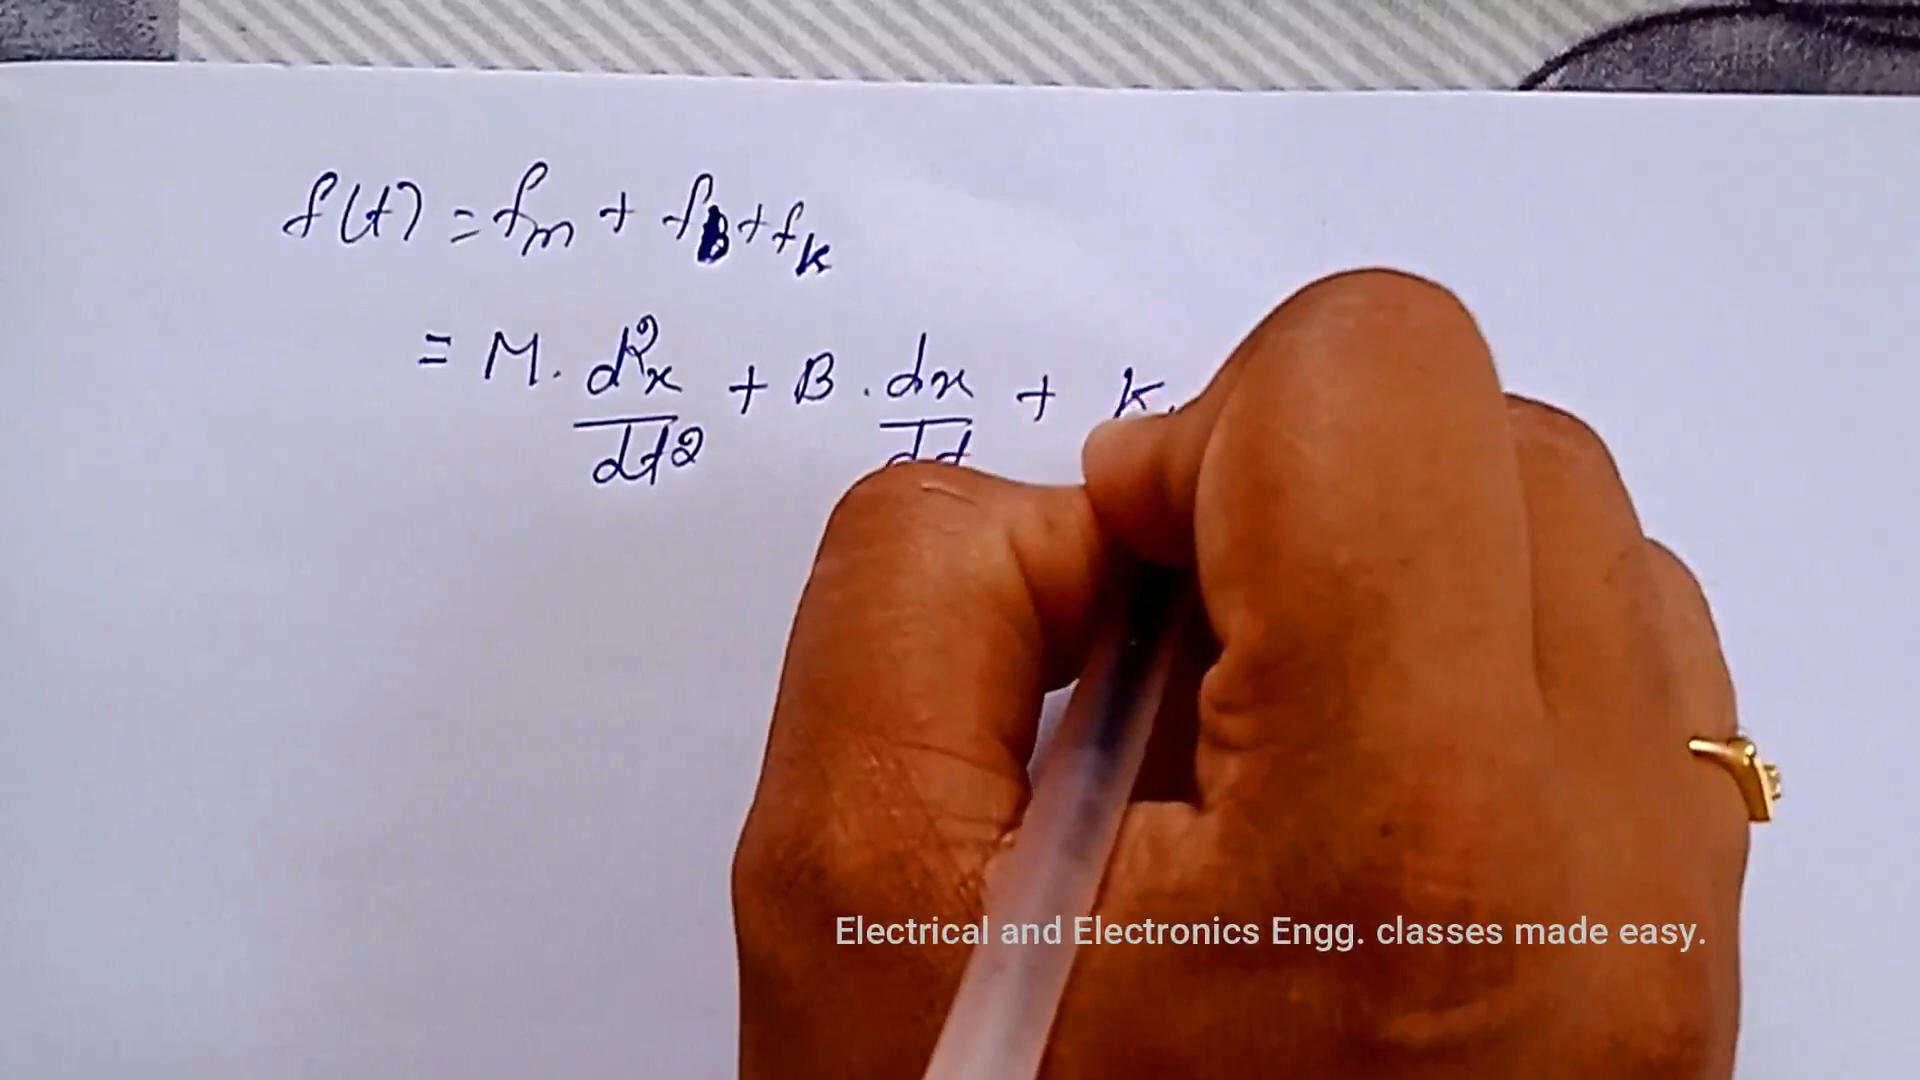 f(t) = fm + fB + fk
= M. d²x/dt² + B. dx/dt + K.
Electrical and Electronics Engg. classes made easy.